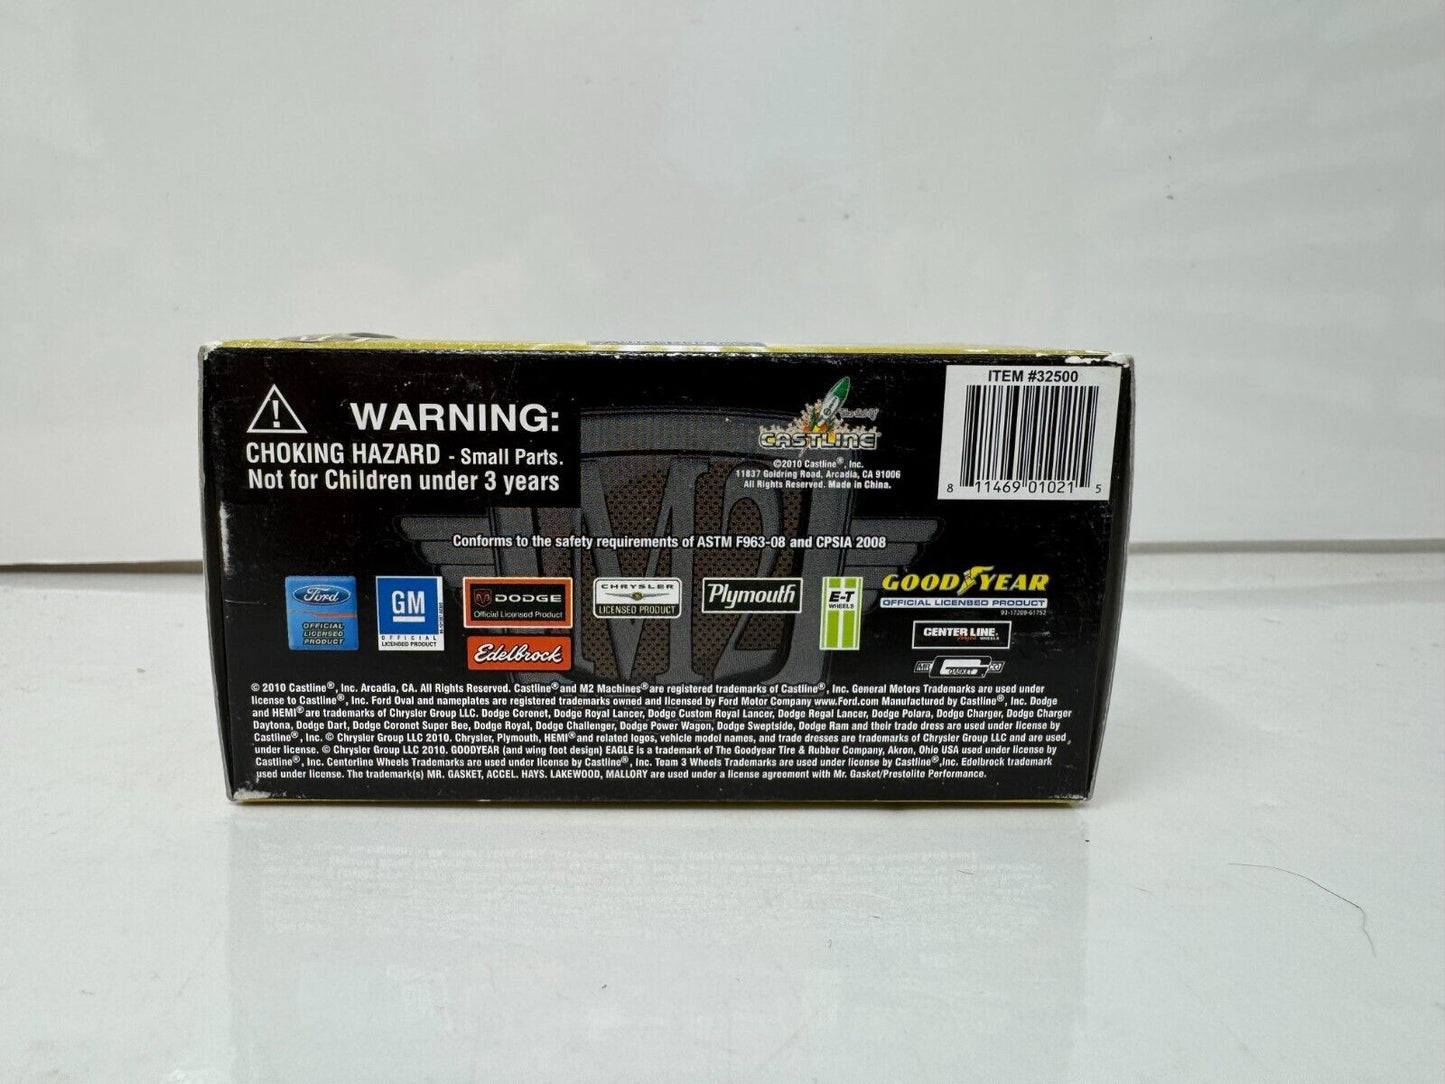 WARNING:
CHOKING HAZARD - Small Parts.
Not for Children under 3 years
CASTLINE
©2010 Castline®, Inc.
11837 Goldring Road, Arcadia, CA 91006
All Rights Reserved. Made in China.
ITEM #32500
8 11469 01021 5
M2
Conforms to the safety requirements of ASTM F963-08 and CPSIA 2008
Ford
OFFICIAL
LICENSED
PRODUCT
GM
OFFICIAL
LICENSED PRODUCT
DODGE
Official Licensed Product
Edelbrock
CHRYSLER
LICENSED PRODUCT
Plymouth
E-T
WHEELS
GOODYEAR
OFFICIAL LICENSED PRODUCT
CENTER LINE
WHEELS
MR GASKET CO
© 2010 Castline®, Inc. Arcadia, CA. All Rights Reserved. Castline® and M2 Machines® are registered trademarks of Castline®, Inc. General Motors Trademarks are used under
license to Castline®, Inc. Ford Oval and nameplates are registered trademarks owned and licensed by Ford Motor Company www.Ford.com Manufactured by Castline®, Inc. Dodge
and HEMI® are trademarks of Chrysler Group LLC. Dodge Coronet, Dodge Royal Lancer, Dodge Custom Royal Lancer, Dodge Regal Lancer, Dodge Polara, Dodge Charger, Dodge Charger
Daytona, Dodge Dart, Dodge Coronet Super Bee, Dodge Royal, Dodge Challenger, Dodge Power Wagon, Dodge Sweptside, Dodge Ram and their trade dress are used under license by
Castline®, Inc. © Chrysler Group LLC 2010. Chrysler, Plymouth, HEMI® and related logos, vehicle model names, and trade dresses are trademarks of Chrysler Group LLC and are used
under license. © Chrysler Group LLC 2010. GOODYEAR (and wing foot design) EAGLE is a trademark of The Goodyear Tire & Rubber Company, Akron, Ohio USA used under license by
Castline®, Inc. Centerline Wheels Trademarks are used under license by Castline®, Inc. Team 3 Wheels Trademarks are used under license by Castline®,Inc. Edelbrock trademark
used under license. The trademark(s) MR. GASKET, ACCEL. HAYS. LAKEWOOD, MALLORY are used under a license agreement with Mr. Gasket/Prestolite Performance.